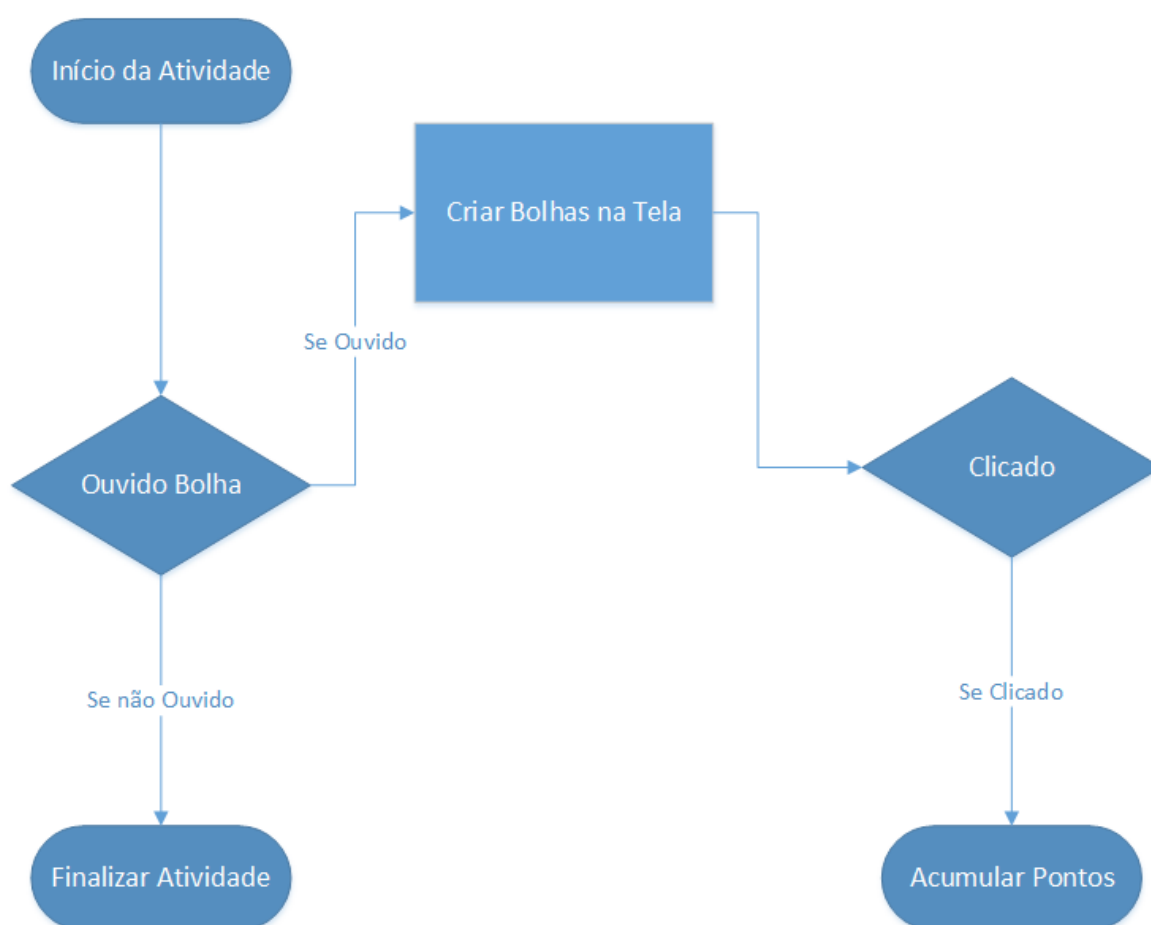 Início da Atividade
Criar Bolhas na Tela
Se Ouvido
Ouvido Bolha
Clicado
Se não Ouvido
Se Clicado
Finalizar Atividade
Acumular Pontos